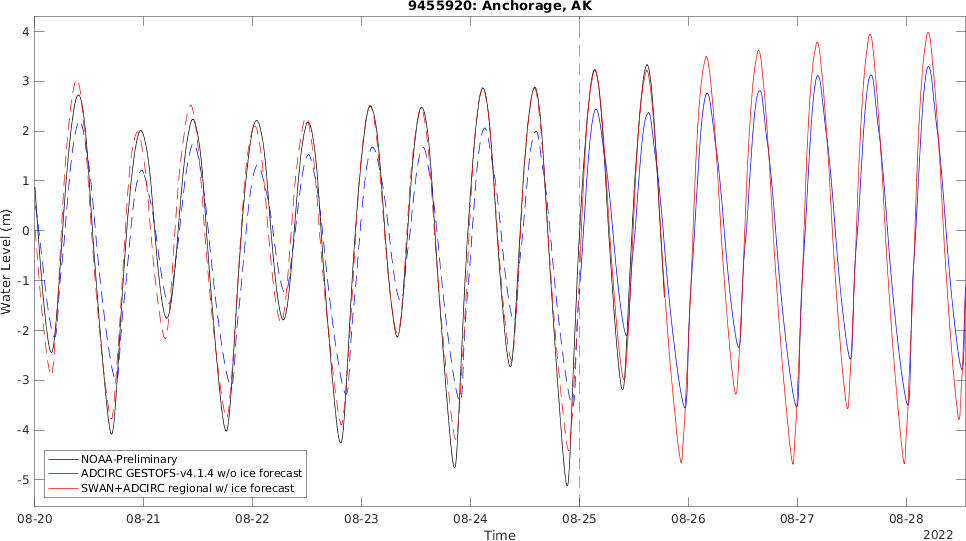 9455920: Anchorage, AK
Water Level (m)
4
3
2
1
0
-1
-2
-3
-4
-5
NOAA-Preliminary
ADCIRC GESTOFS-v4.1.4 w/o ice forecast
SWAN+ADCIRC regional w/ ice forecast
08-20 08-21 08-22 08-23 08-24 08-25 08-26 08-27 08-28
Time
2022